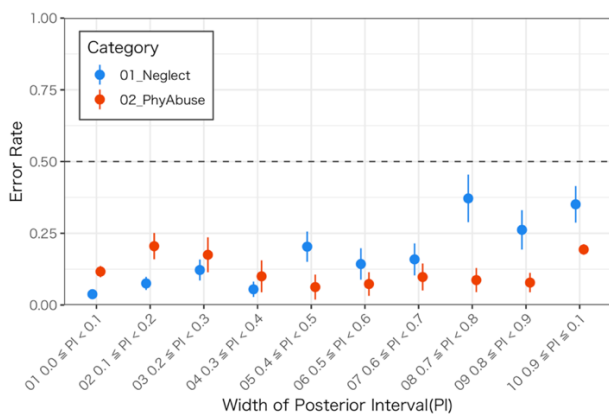 1.00
0.75
0.50
0.25
0.00
Error Rate
Category
01_Neglect
02_PhyAbuse
01 0.0 ≦ PI < 0.1
02 0.1 ≦ PI < 0.2
03 0.2 ≦ PI < 0.3
04 0.3 ≦ PI < 0.4
05 0.4 ≦ PI < 0.5
06 0.5 ≦ PI < 0.6
07 0.6 ≦ PI < 0.7
08 0.7 ≦ PI < 0.8
09 0.8 ≦ PI < 0.9
10 0.9 ≦ PI ≦ 0.1
Width of Posterior Interval(PI)